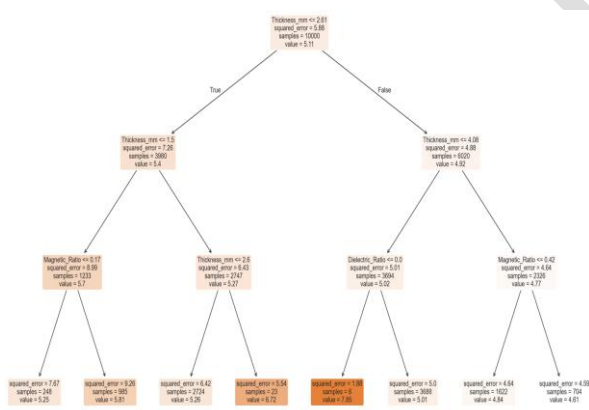 Thickness_mm <= 2.61
squared_error = 5.86
samples = 10000
value = 5.11
True
False
Thickness_mm <= 1.5
squared_error = 7.26
samples = 3980
value = 5.4
Thickness_mm <= 4.08
squared_error = 4.88
samples = 6020
value = 4.92
Magnetic_Ratio <= 0.17
squared_error = 8.99
samples = 1233
value = 5.7
Thickness_mm <= 2.6
squared_error = 6.43
samples = 2747
value = 5.27
Dielectric_Ratio <= 0.0
squared_error = 5.01
samples = 3694
value = 5.02
Magnetic_Ratio <= 0.42
squared_error = 4.64
samples = 2326
value = 4.77
squared_error = 7.67
samples = 248
value = 5.25
squared_error = 9.26
samples = 985
value = 5.81
squared_error = 6.42
samples = 2724
value = 5.26
squared_error = 5.54
samples = 23
value = 6.72
squared_error = 1.98
samples = 6
value = 7.85
squared_error = 5.0
samples = 3688
value = 5.01
squared_error = 4.64
samples = 1622
value = 4.84
squared_error = 4.59
samples = 704
value = 4.61